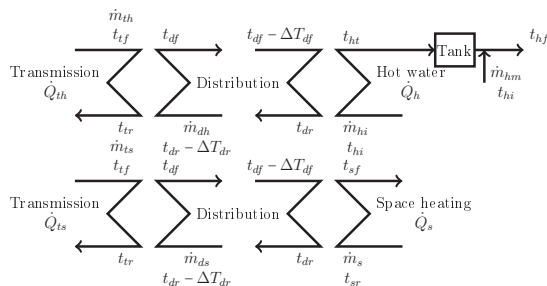 ṁ_th
t_tf t_df t_df − ΔT_df t_ht Tank t_hf
Transmission Distribution Hot water ṁ_hm
Q̇_th Q̇_h t_hi
t_tr ṁ_dh t_dr ṁ_hi
ṁ_ts t_dr − ΔT_dr t_hi
t_tf t_df t_df − ΔT_df t_sf
Transmission Distribution Space heating
Q̇_ts Q̇_s
t_tr ṁ_ds t_dr ṁ_s
t_dr − ΔT_dr t_sr